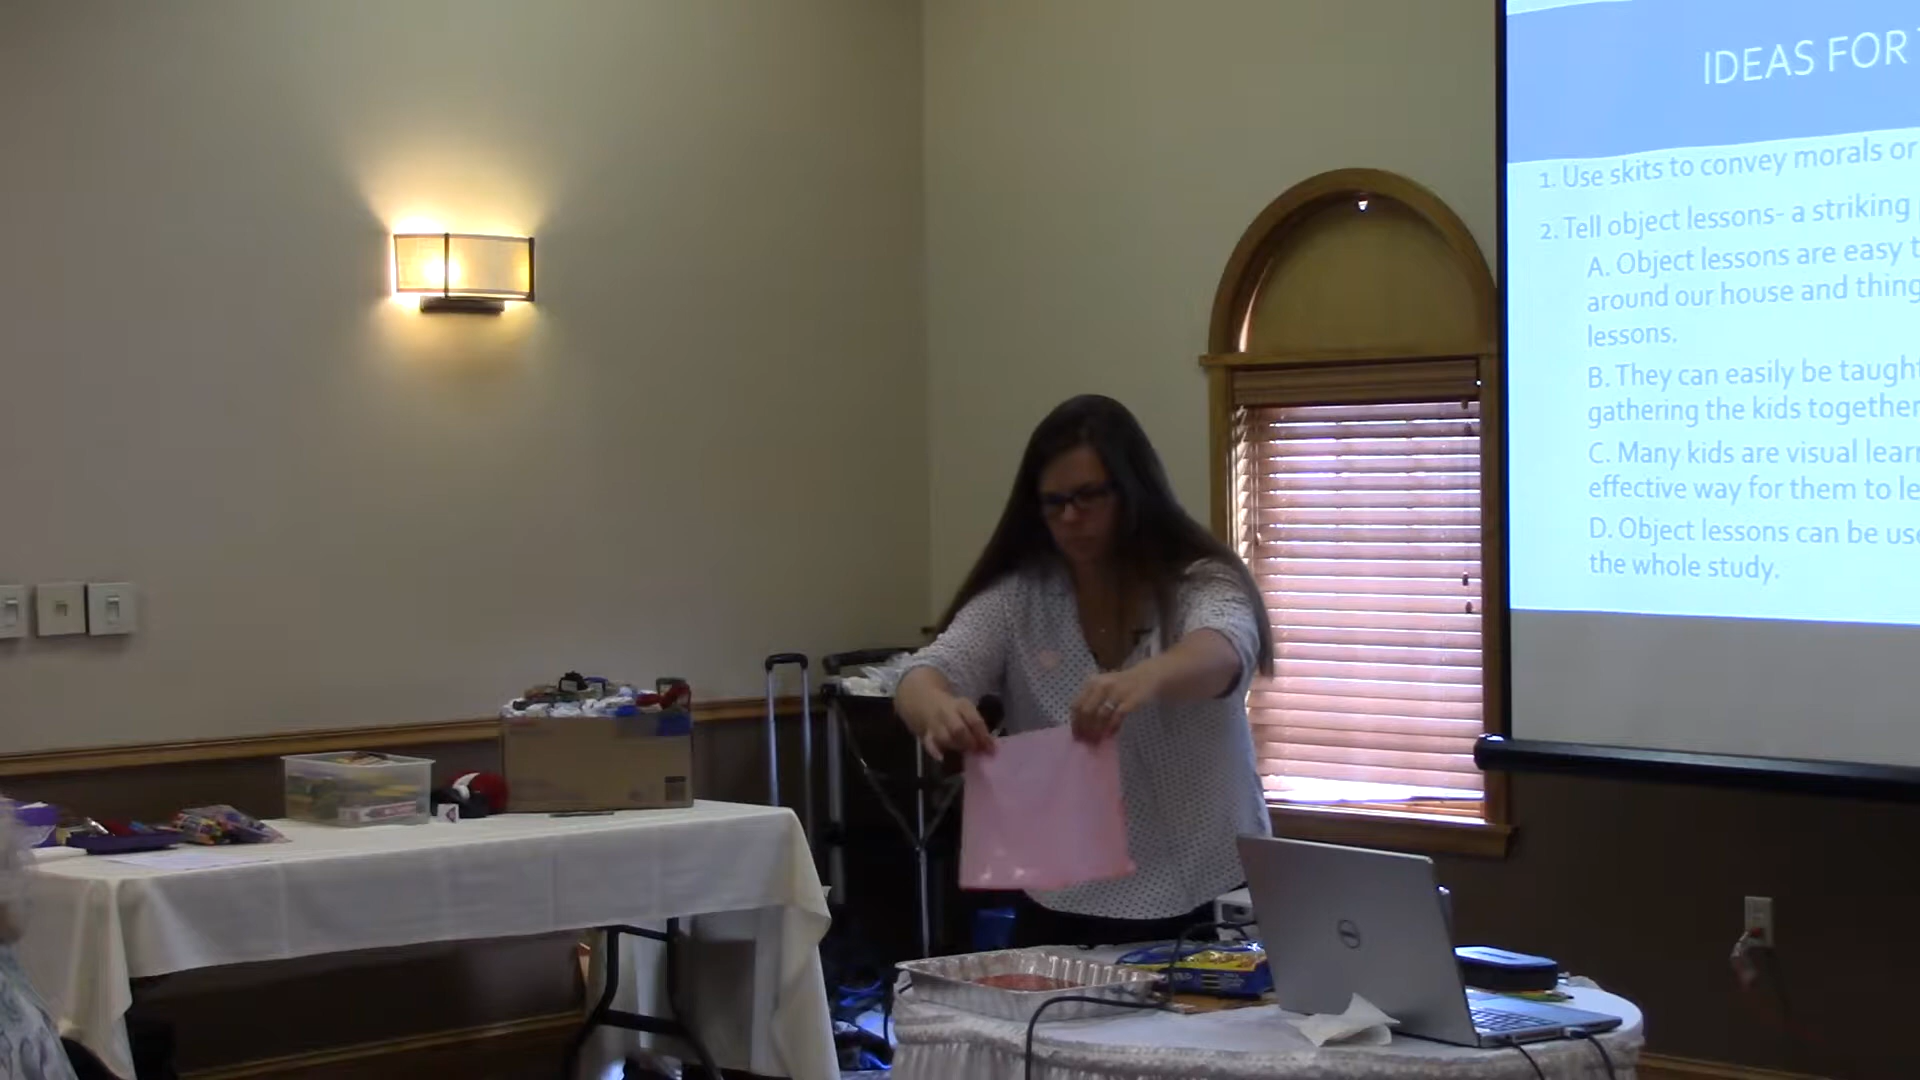 IDEAS FOR
1. Use skits to convey morals or
2. Tell object lessons- a striking
A. Object lessons are easy t
around our house and thing
lessons.
B. They can easily be taught
gathering the kids together
C. Many kids are visual lear
effective way for them to le
D. Object lessons can be use
the whole study.
DELL